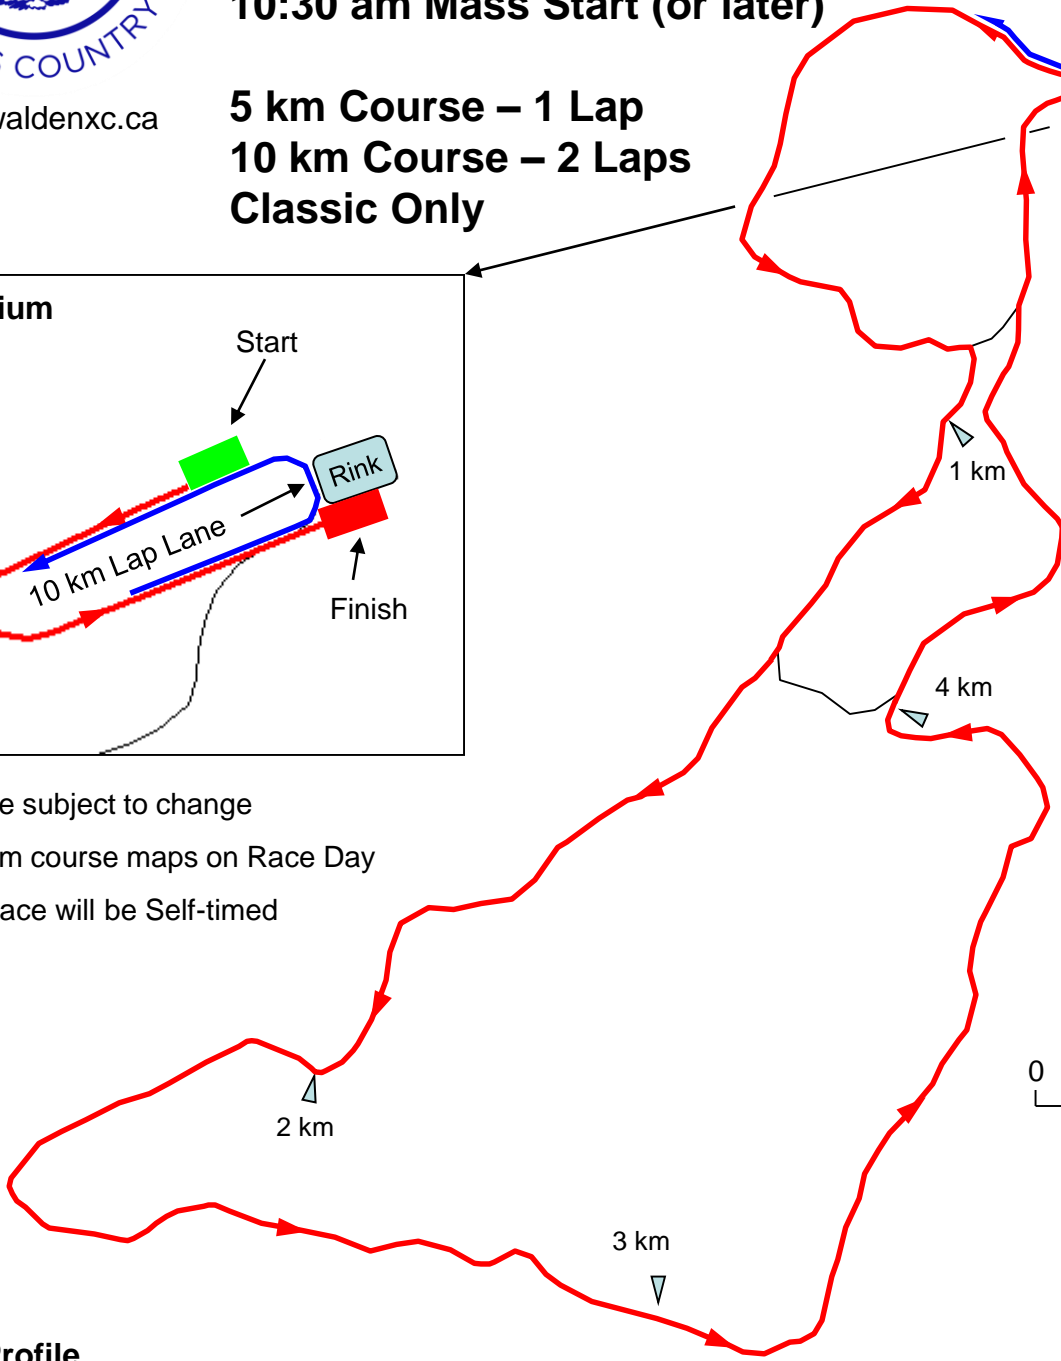 COUNTRY
10:30 am Mass Start (or later)
waldenxc.ca
5 km Course – 1 Lap
10 km Course – 2 Laps
Classic Only
ium
Start
Rink
10 km Lap Lane
Finish
1 km
4 km
e subject to change
m course maps on Race Day
ace will be Self-timed
0
2 km
3 km
rofile